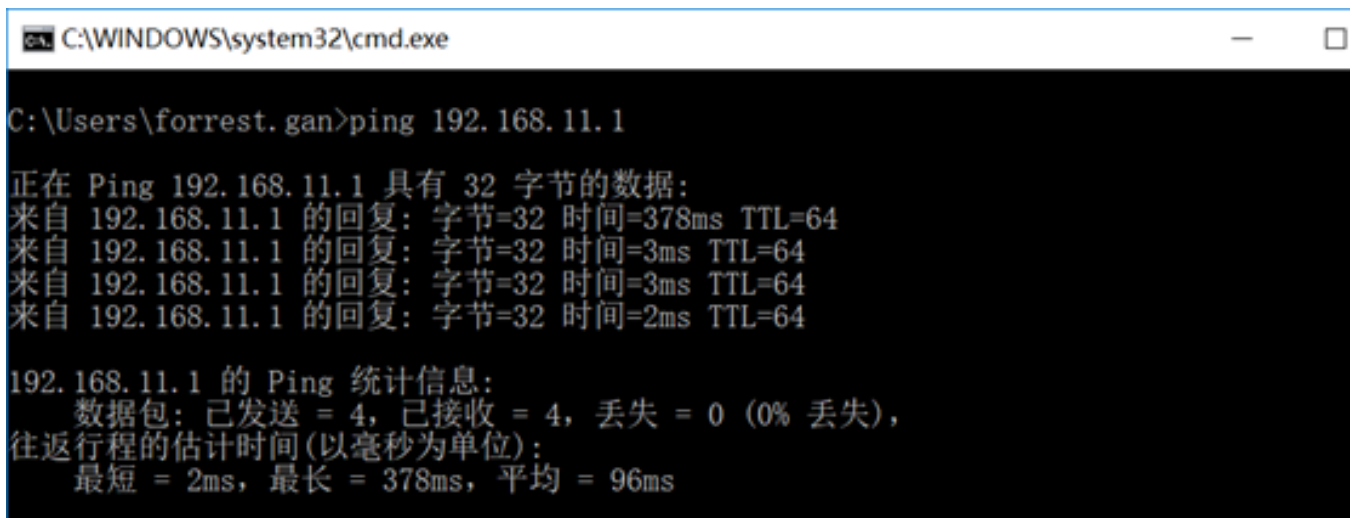 C:\WINDOWS\system32\cmd.exe
C:\Users\forrest.gan>ping 192.168.11.1
正在 Ping 192.168.11.1 具有 32 字节的数据:
来自 192.168.11.1 的回复: 字节=32 时间=378ms TTL=64
来自 192.168.11.1 的回复: 字节=32 时间=3ms TTL=64
来自 192.168.11.1 的回复: 字节=32 时间=3ms TTL=64
来自 192.168.11.1 的回复: 字节=32 时间=2ms TTL=64
192.168.11.1 的 Ping 统计信息:
数据包: 已发送 = 4，已接收 = 4，丢失 = 0 (0% 丢失)，
往返行程的估计时间(以毫秒为单位):
最短 = 2ms，最长 = 378ms，平均 = 96ms